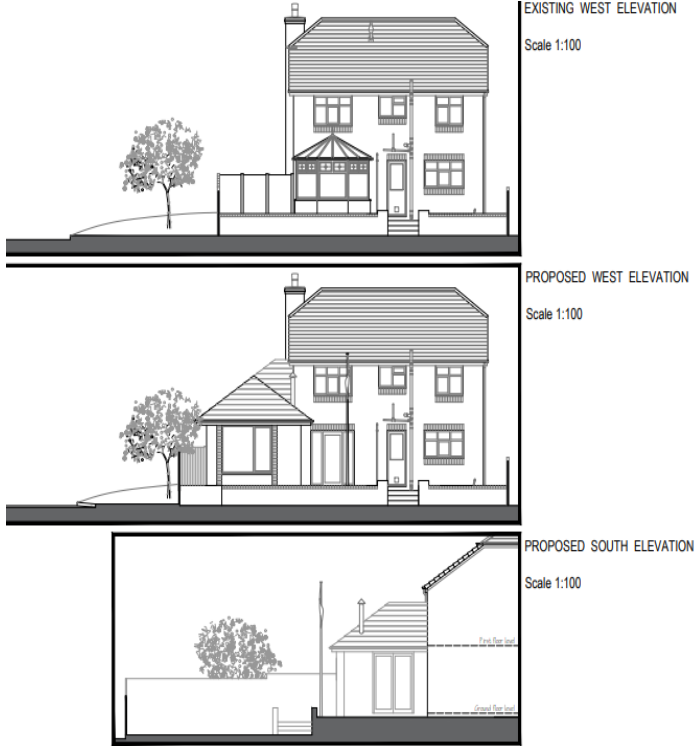 EXISTING WEST ELEVATION
Scale 1:100
PROPOSED WEST ELEVATION
Scale 1:100
PROPOSED SOUTH ELEVATION
Scale 1:100
First floor level
Ground floor level